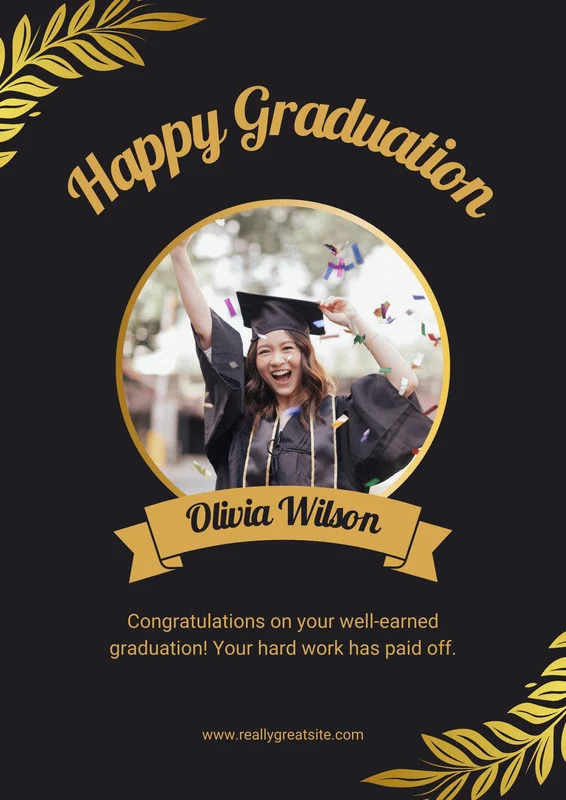 Happy Graduation
Olivia Wilson
Congratulations on your well-earned
graduation! Your hard work has paid off.
www.reallygreatsite.com